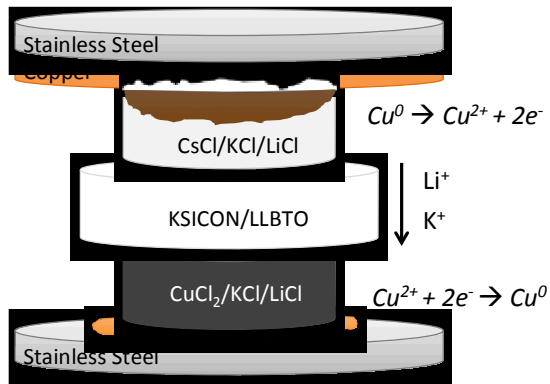 Stainless Steel
Copper
Cu⁰ → Cu²⁺ + 2e⁻
CsCl/KCl/LiCl
Li⁺
K⁺
KSICON/LLBTO
CuCl₂/KCl/LiCl
Cu²⁺ + 2e⁻ → Cu⁰
Stainless Steel